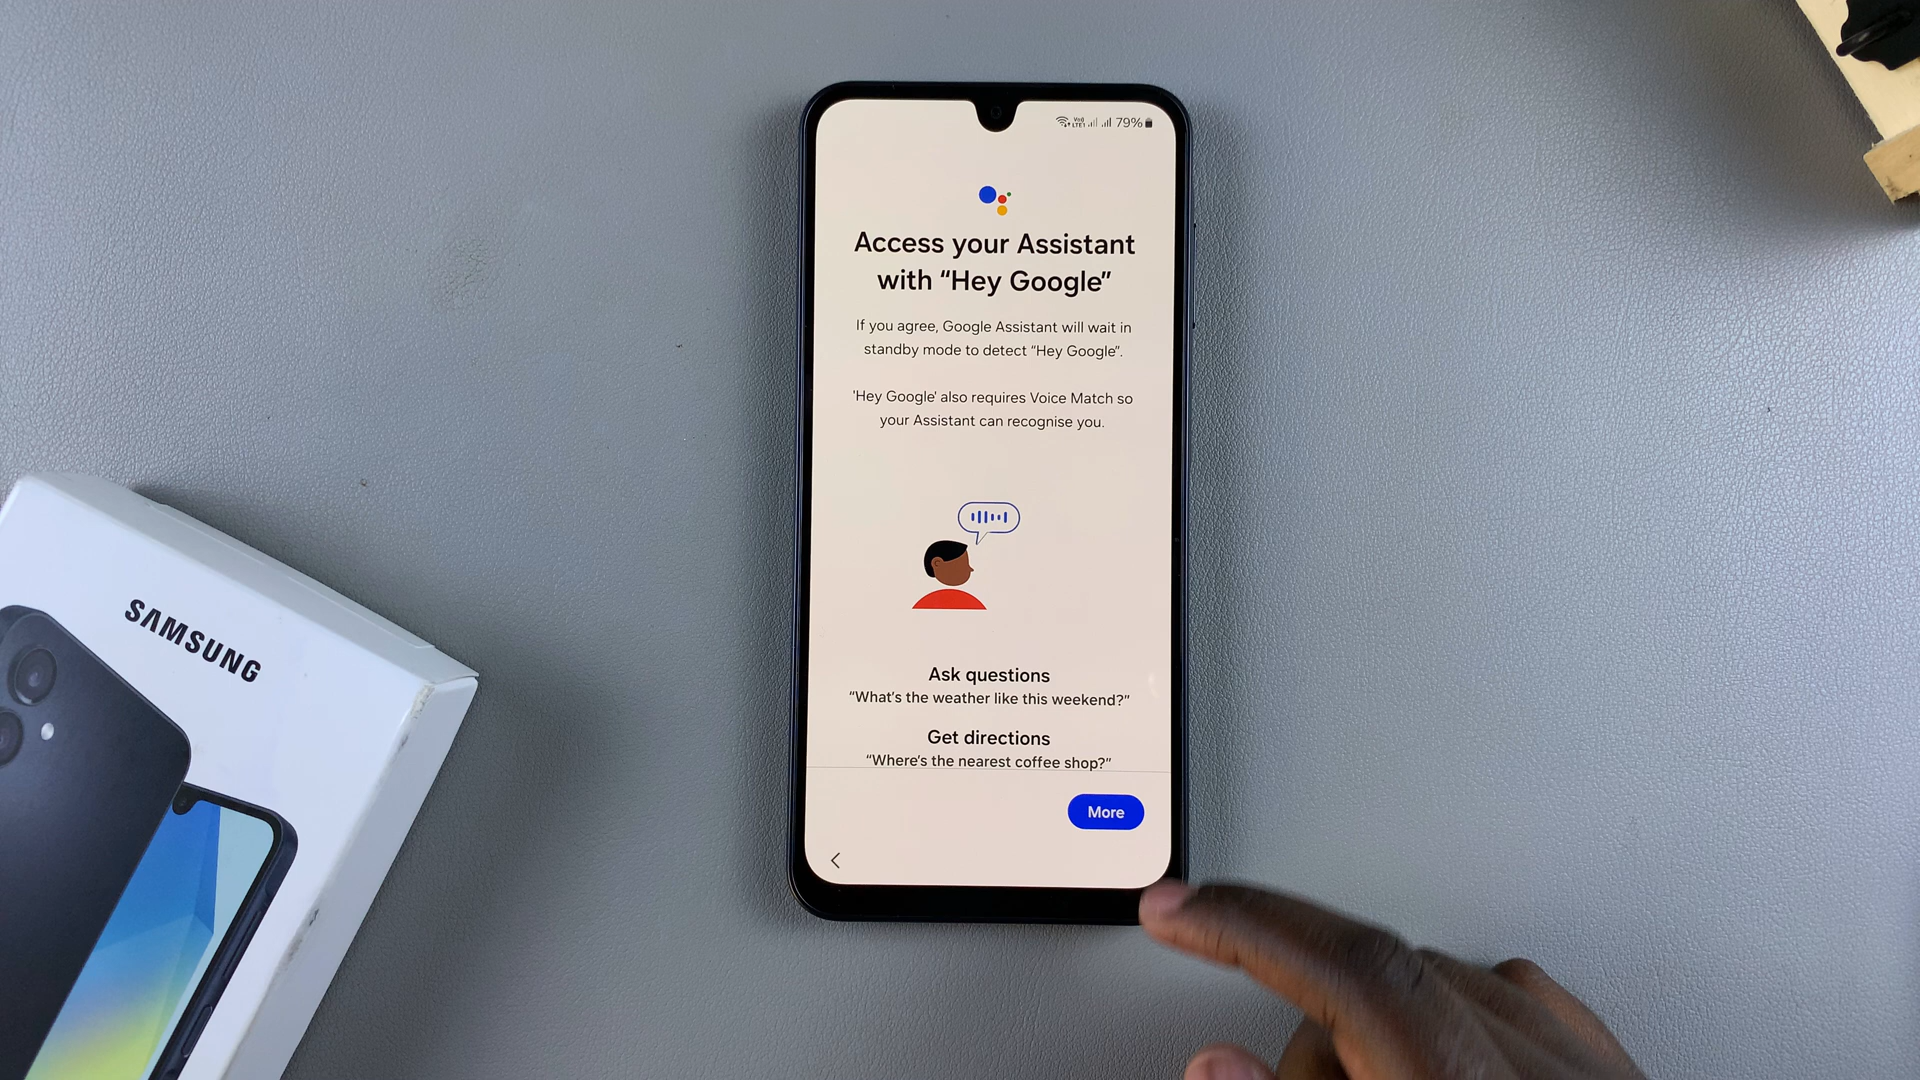 79%
Access your Assistant
with “Hey Google”
If you agree, Google Assistant will wait in
standby mode to detect “Hey Google”.
'Hey Google' also requires Voice Match so
your Assistant can recognise you.
Ask questions
“What's the weather like this weekend?”
Get directions
“Where's the nearest coffee shop?”
More
SAMSUNG